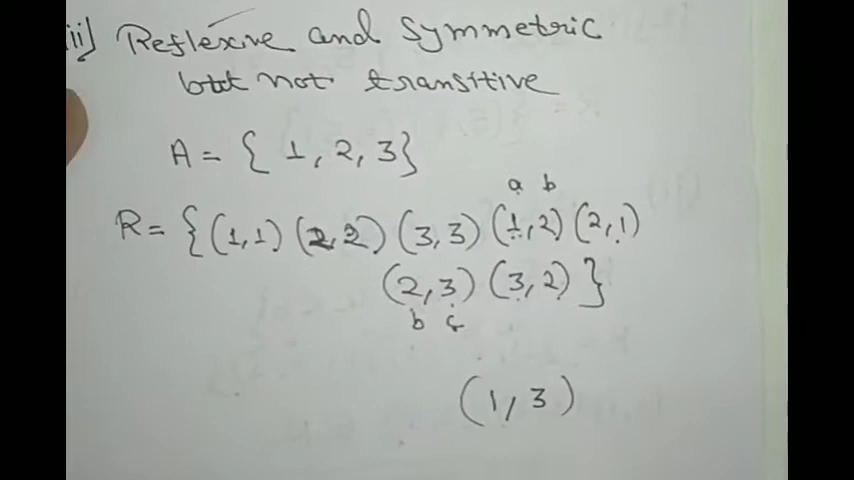 iii] Reflexive and Symmetric
but not transitive
A = { 1, 2, 3}
a b
R = { (1,1) (2,2) (3,3) (1,2) (2,1)
(2,3) (3,2) }
b c
(1,3)